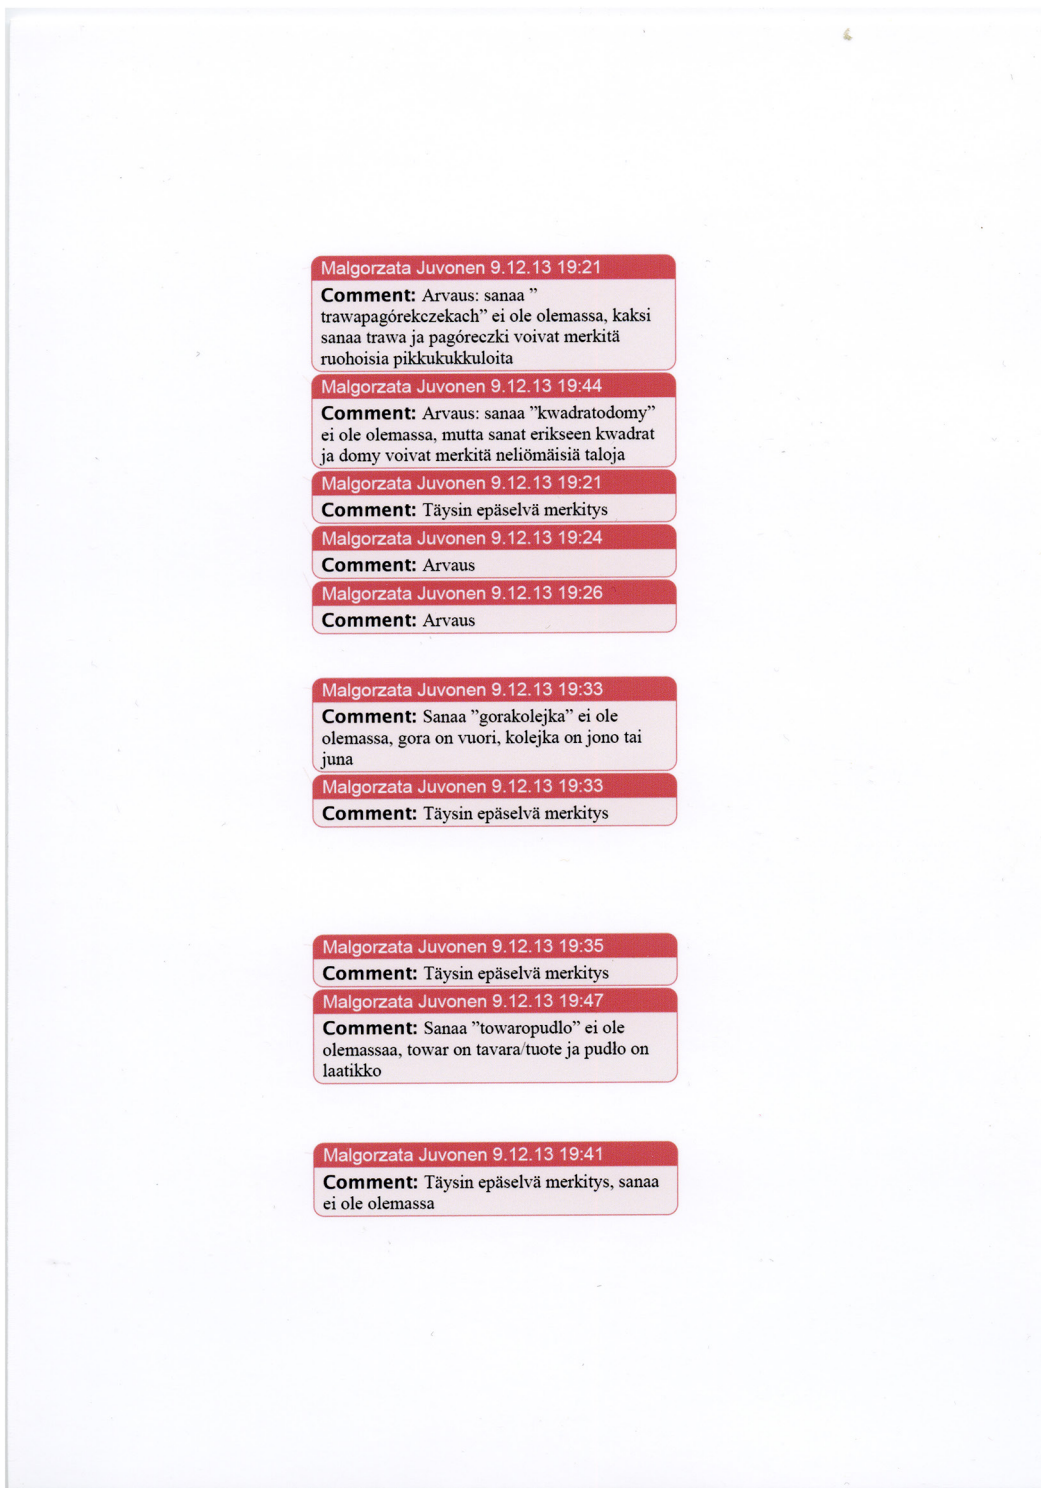 Malgorzata Juvonen 9.12.13 19:21
Comment: Arvaus: sanaa ”
trawapagórekczekach” ei ole olemassa, kaksi
sanaa trawa ja pagóreczki voivat merkitä
ruohoisia pikkukukkuloita
Malgorzata Juvonen 9.12.13 19:44
Comment: Arvaus: sanaa ”kwadratodomy”
ei ole olemassa, mutta sanat erikseen kwadrat
ja domy voivat merkitä neliömäisiä taloja
Malgorzata Juvonen 9.12.13 19:21
Comment: Täysin epäselvä merkitys
Malgorzata Juvonen 9.12.13 19:24
Comment: Arvaus
Malgorzata Juvonen 9.12.13 19:26
Comment: Arvaus
Malgorzata Juvonen 9.12.13 19:33
Comment: Sanaa ”gorakolejka” ei ole
olemassa, gora on vuori, kolejka on jono tai
juna
Malgorzata Juvonen 9.12.13 19:33
Comment: Täysin epäselvä merkitys
Malgorzata Juvonen 9.12.13 19:35
Comment: Täysin epäselvä merkitys
Malgorzata Juvonen 9.12.13 19:47
Comment: Sanaa ”towaropudlo” ei ole
olemassaa, towar on tavara/tuote ja pudło on
laatikko
Malgorzata Juvonen 9.12.13 19:41
Comment: Täysin epäselvä merkitys, sanaa
ei ole olemassa